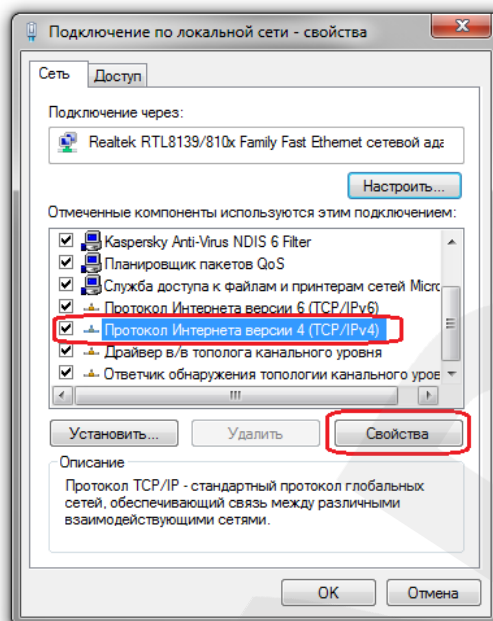 Подключение по локальной сети - свойства
Сеть
Доступ
Подключение через:
Realtek RTL8139/810x Family Fast Ethernet сетевой ада
Настроить...
Отмеченные компоненты используются этим подключением:
Kaspersky Anti-Virus NDIS 6 Filter
Планировщик пакетов QoS
Служба доступа к файлам и принтерам сетей Micro
Протокол Интернета версии 6 (TCP/IPv6)
Протокол Интернета версии 4 (TCP/IPv4)
Драйвер в/в тополога канального уровня
Ответчик обнаружения топологии канального уров
Установить...
Удалить
Свойства
Описание
Протокол TCP/IP - стандартный протокол глобальных
сетей, обеспечивающий связь между различными
взаимодействующими сетями.
OK
Отмена